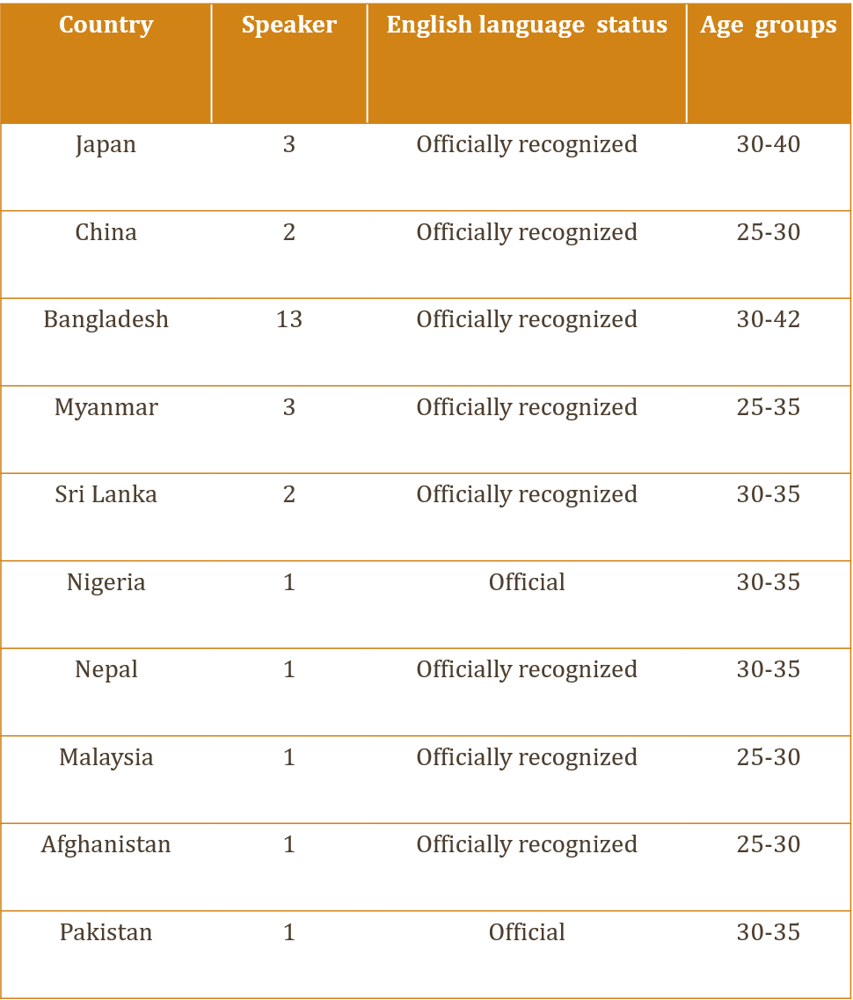 Country Speaker English language status Age groups
Japan 3 Officially recognized 30-40
China 2 Officially recognized 25-30
Bangladesh 13 Officially recognized 30-42
Myanmar 3 Officially recognized 25-35
Sri Lanka 2 Officially recognized 30-35
Nigeria 1 Official 30-35
Nepal 1 Officially recognized 30-35
Malaysia 1 Officially recognized 25-30
Afghanistan 1 Officially recognized 25-30
Pakistan 1 Official 30-35